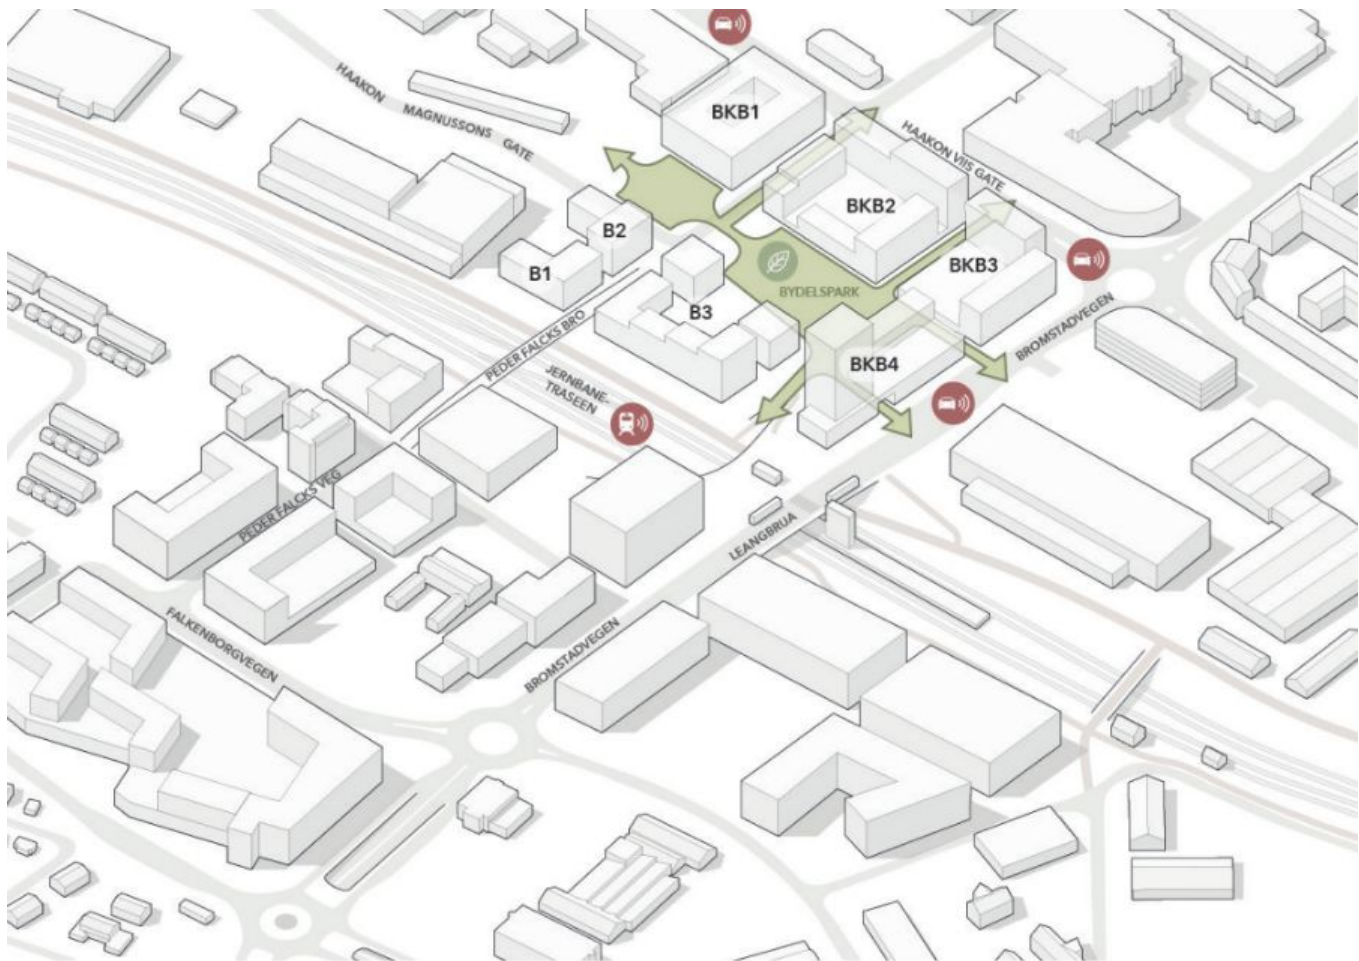 BKB1
HAAKON MAGNUSSONS GATE
HAAKON VIIS GATE
BKB2
B2
B1
BKB3
BYDELSPARK
B3
PEDER FALCKS BRO
BROMSTADVEGEN
BKB4
JERNBANE-
TRASEEN
PEDER FALCKS VEG
LEANGBRUA
FALKENBORGVEGEN
BROMSTADVEGEN